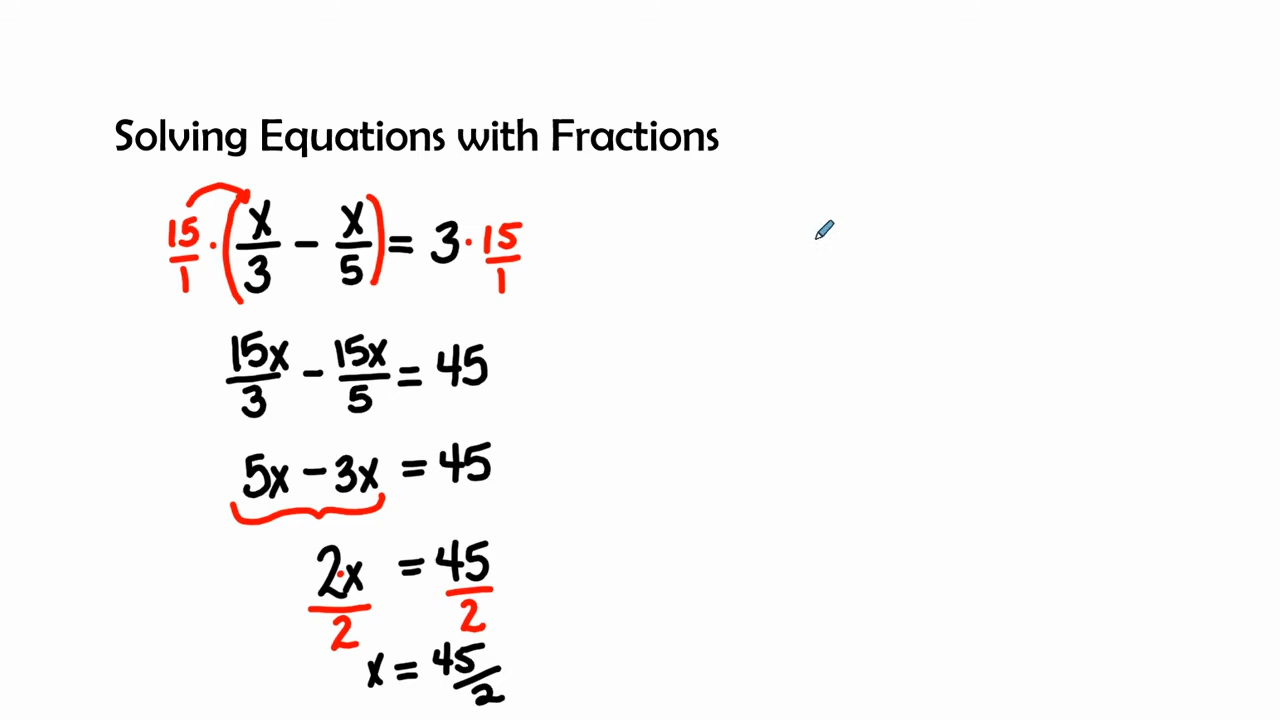 Solving Equations with Fractions
15/1 · (x/3 − x/5) = 3 · 15/1
15x/3 − 15x/5 = 45
5x − 3x = 45
2·x/2 = 45/2
x = 45/2